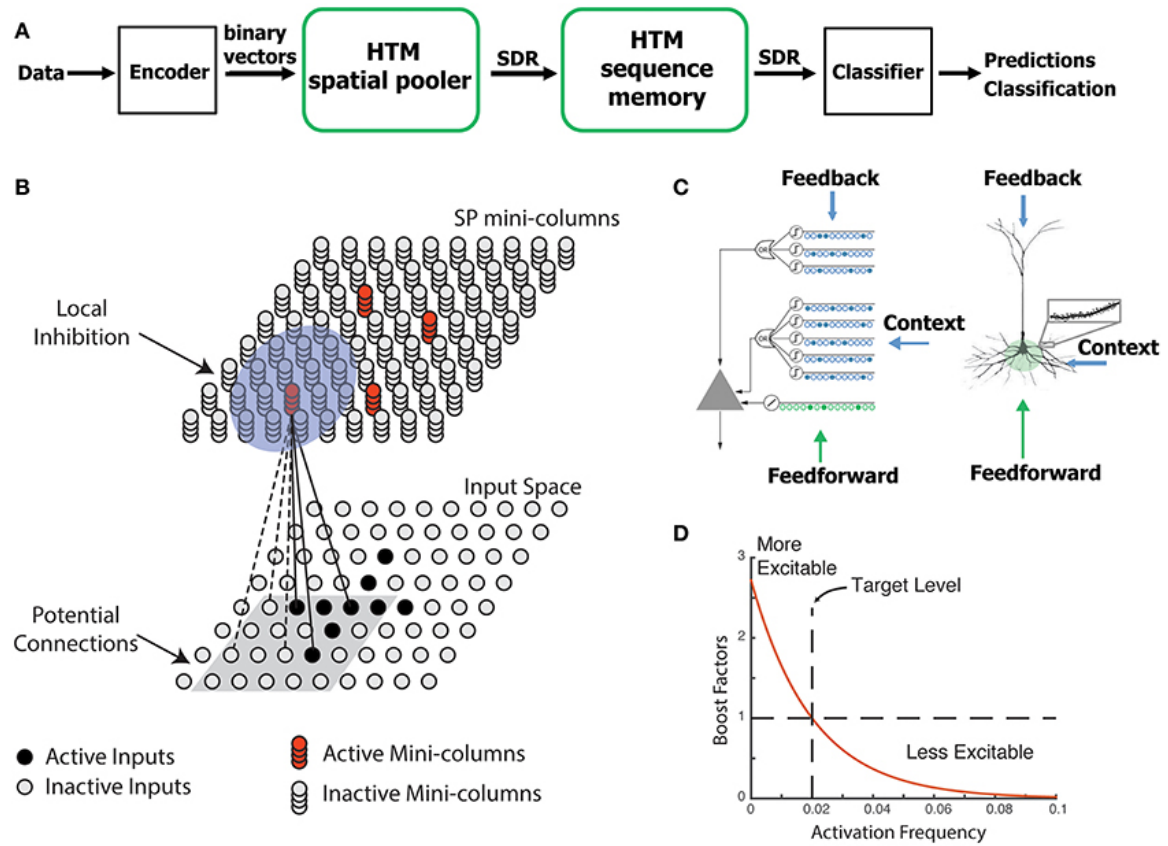 A
Data
Encoder
binary
vectors
HTM
spatial pooler
SDR
HTM
sequence
memory
SDR
Classifier
Predictions
Classification
B
SP mini-columns
Local
Inhibition
Input Space
Potential
Connections
Active Inputs
Inactive Inputs
Active Mini-columns
Inactive Mini-columns
C
Feedback
OR
OR
Context
Feedforward
Feedback
Context
Feedforward
D
3
2
1
0
Boost Factors
More
Excitable
Target Level
Less Excitable
0
0.02
0.04
0.06
0.08
0.1
Activation Frequency